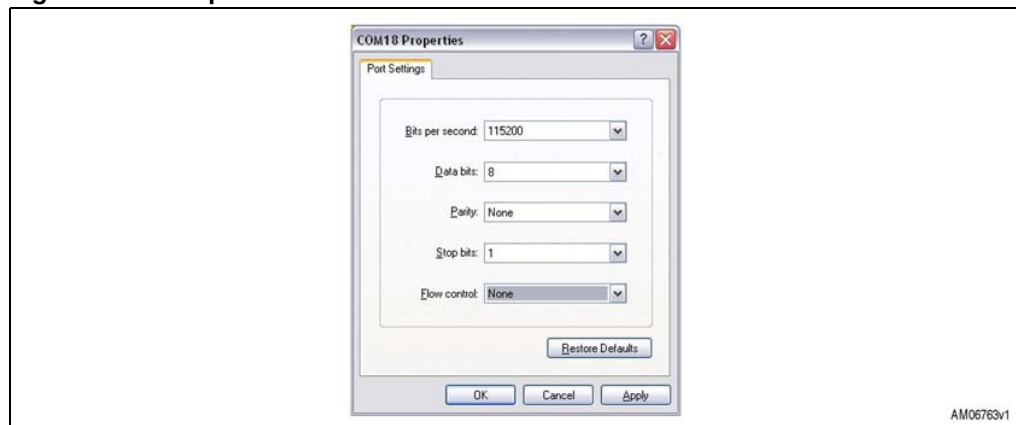 COM18 Properties
?
Port Settings
Bits per second: 115200
Data bits: 8
Parity: None
Stop bits: 1
Flow control: None
Restore Defaults
OK Cancel Apply
AM06763v1